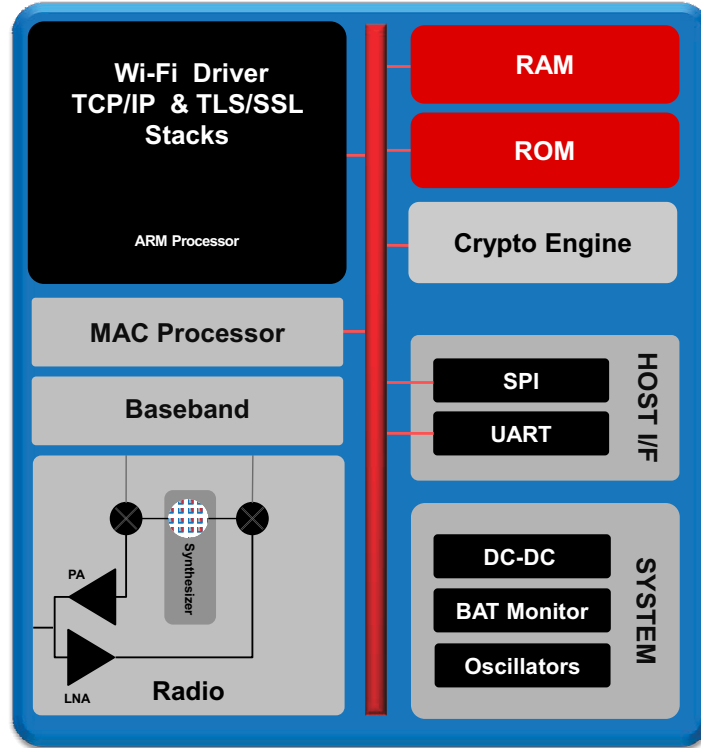 Wi-Fi Driver
TCP/IP & TLS/SSL
Stacks
ARM Processor
MAC Processor
Baseband
Synthesizer
PA
LNA
Radio
RAM
ROM
Crypto Engine
SPI
UART
HOST I/F
DC-DC
BAT Monitor
Oscillators
SYSTEM